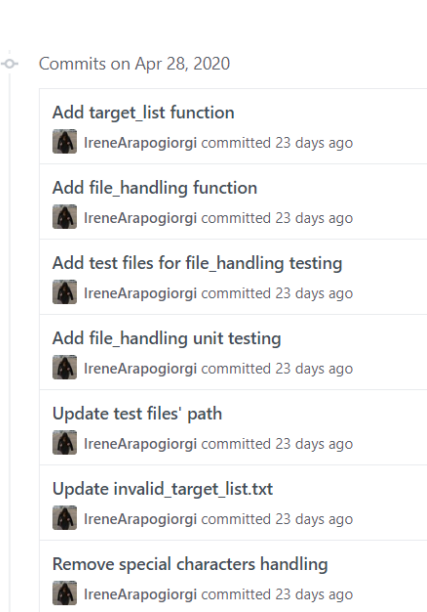 Commits on Apr 28, 2020
Add target_list function
IreneArapogiorgi committed 23 days ago
Add file_handling function
IreneArapogiorgi committed 23 days ago
Add test files for file_handling testing
IreneArapogiorgi committed 23 days ago
Add file_handling unit testing
IreneArapogiorgi committed 23 days ago
Update test files' path
IreneArapogiorgi committed 23 days ago
Update invalid_target_list.txt
IreneArapogiorgi committed 23 days ago
Remove special characters handling
IreneArapogiorgi committed 23 days ago